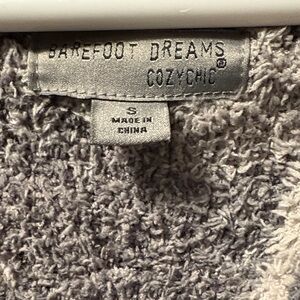 BAREFOOT DREAMS
COZYCHIC®
S
MADE IN
CHINA